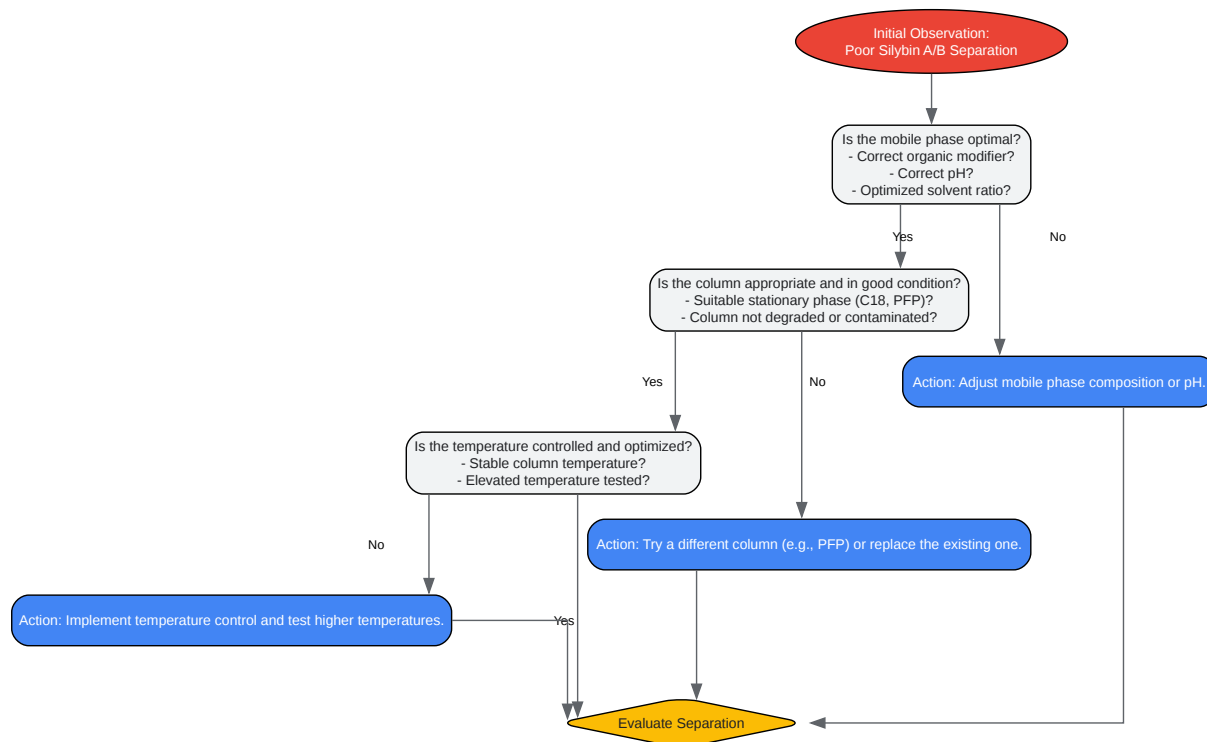 Initial Observation:
Poor Silybin A/B Separation
Is the mobile phase optimal?
- Correct organic modifier?
- Correct pH?
- Optimized solvent ratio?
Yes
No
Is the column appropriate and in good condition?
- Suitable stationary phase (C18, PFP)?
- Column not degraded or contaminated?
Yes
No
Action: Adjust mobile phase composition or pH.
Is the temperature controlled and optimized?
- Stable column temperature?
- Elevated temperature tested?
No
Action: Try a different column (e.g., PFP) or replace the existing one.
Action: Implement temperature control and test higher temperatures.
Yes
Evaluate Separation